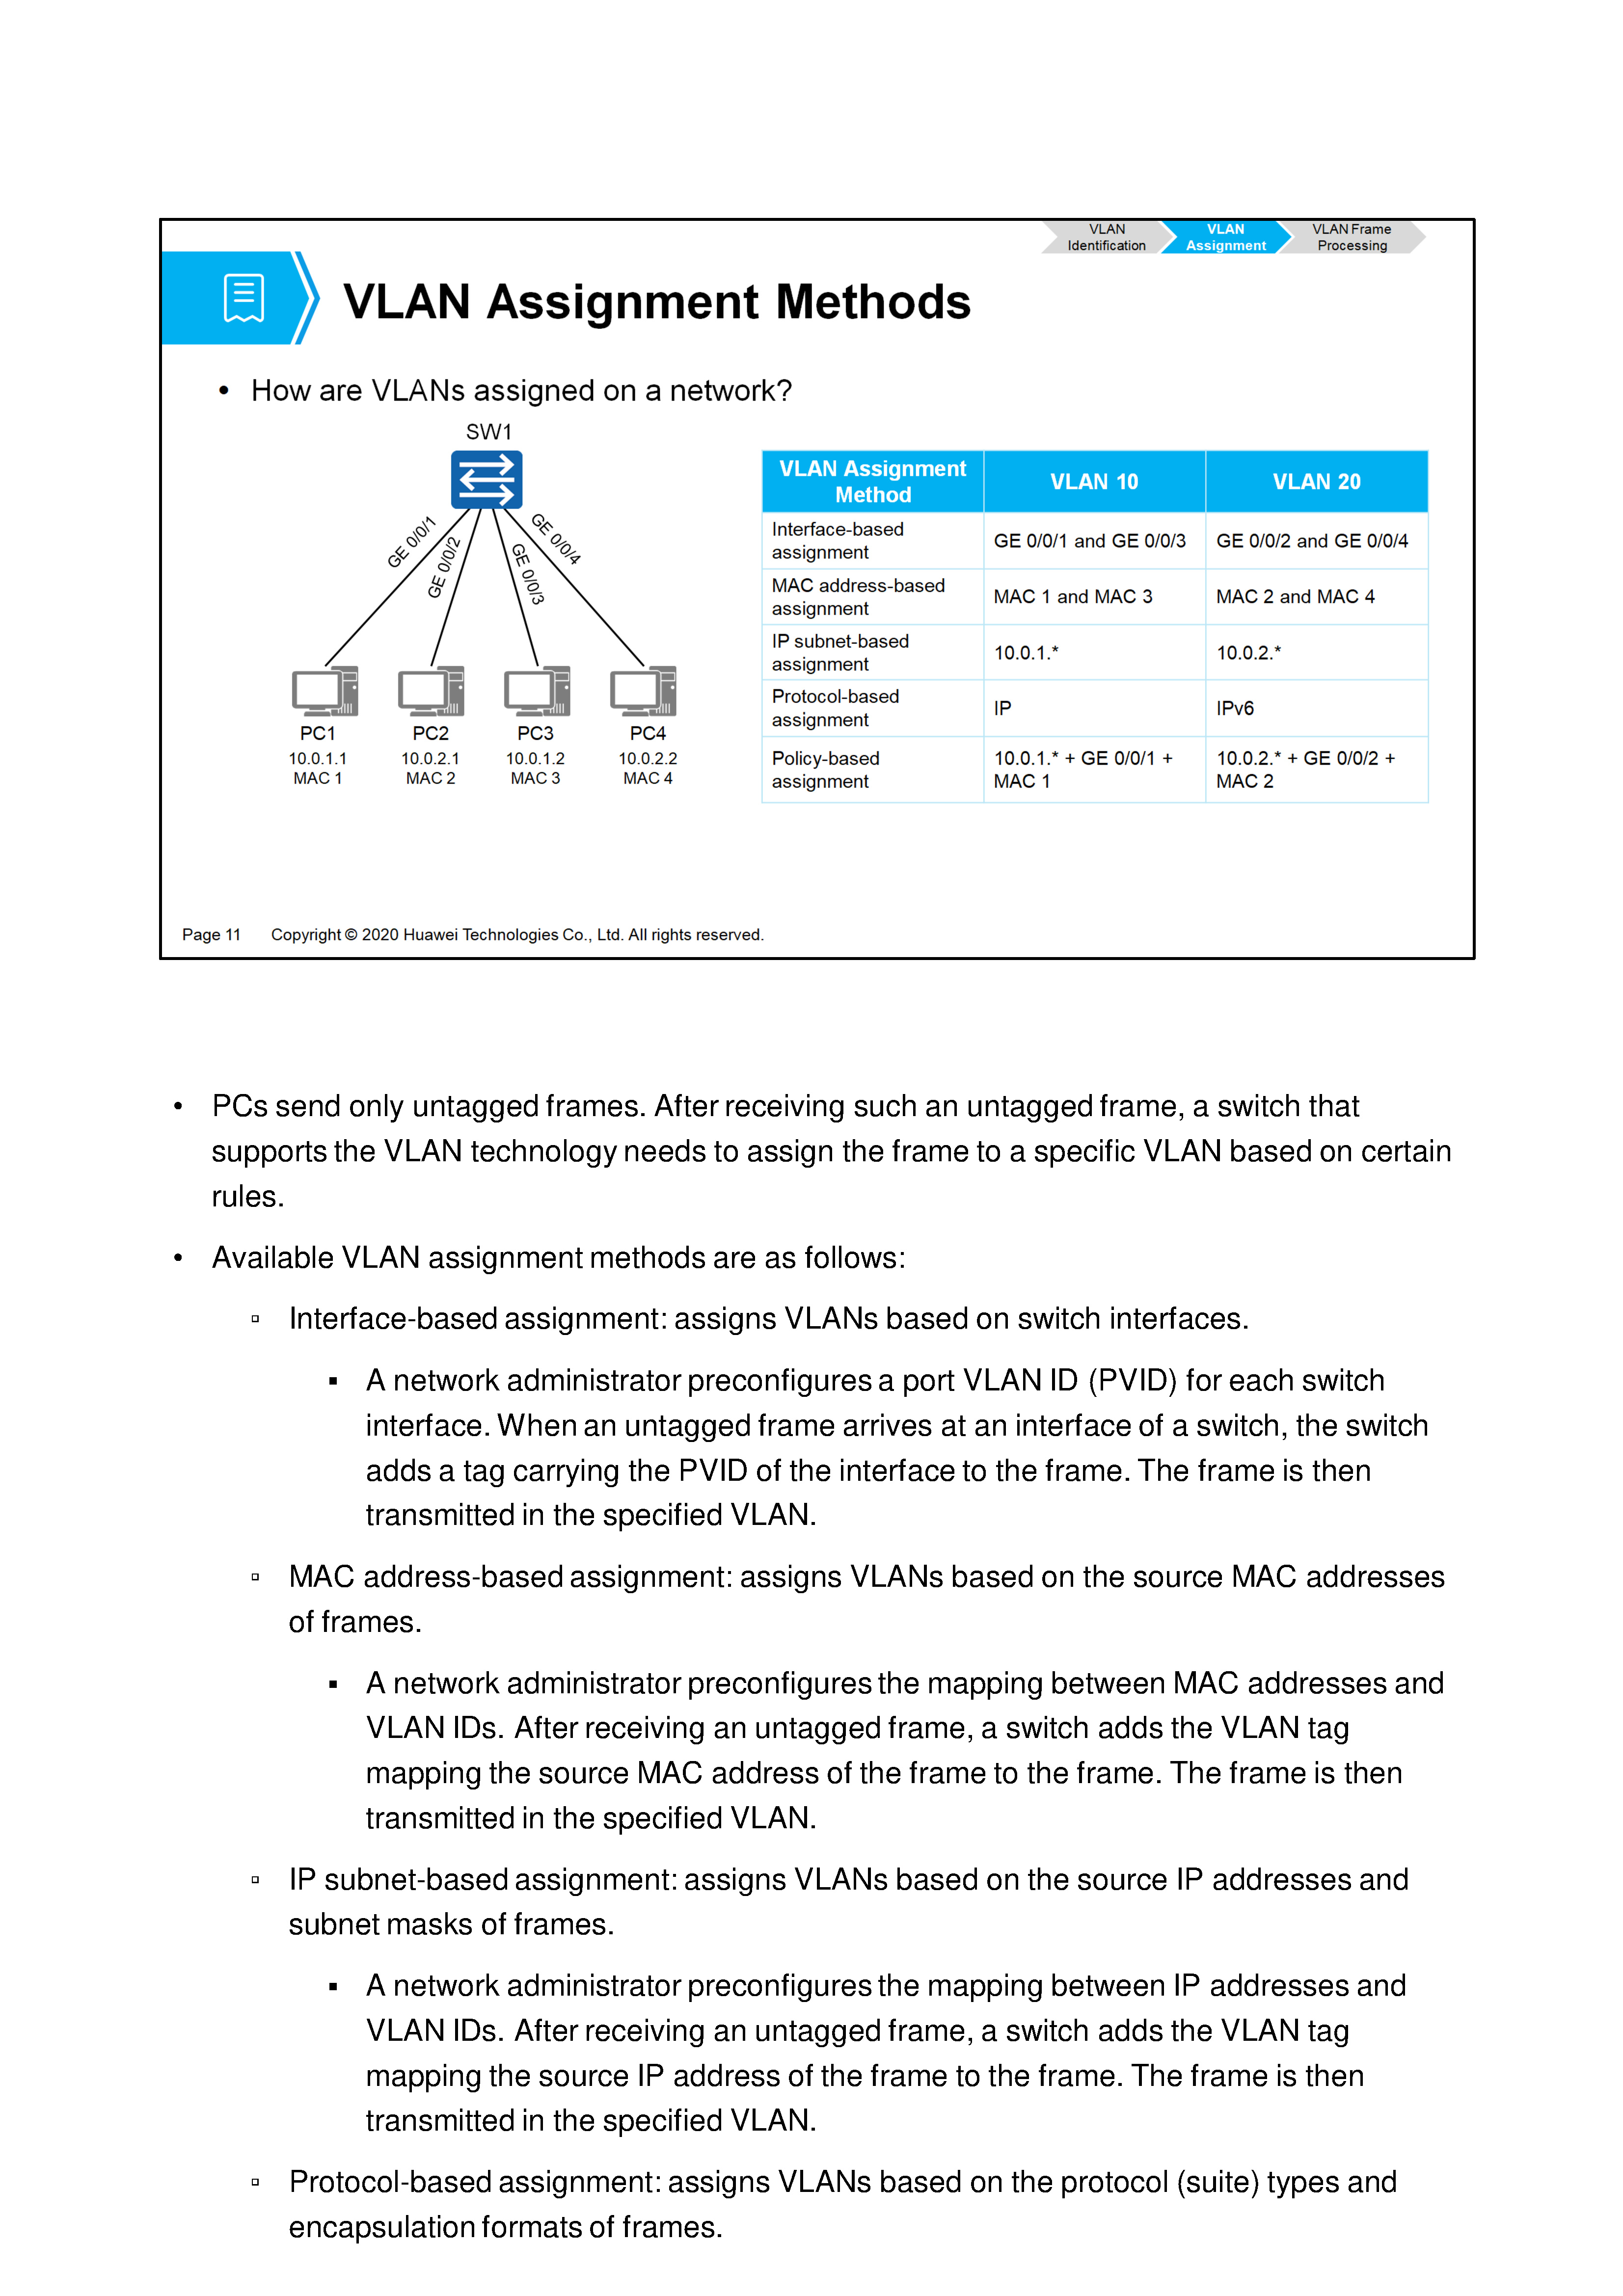 VLAN
Identification
VLAN
Assignment
VLAN Frame
Processing
VLAN Assignment Methods
• How are VLANs assigned on a network?
SW1
GE 0/0/1
GE 0/0/2
GE 0/0/3
GE 0/0/4
PC1
10.0.1.1
MAC 1
PC2
10.0.2.1
MAC 2
PC3
10.0.1.2
MAC 3
PC4
10.0.2.2
MAC 4
VLAN Assignment
Method
VLAN 10
VLAN 20
Interface-based
assignment
GE 0/0/1 and GE 0/0/3
GE 0/0/2 and GE 0/0/4
MAC address-based
assignment
MAC 1 and MAC 3
MAC 2 and MAC 4
IP subnet-based
assignment
10.0.1.*
10.0.2.*
Protocol-based
assignment
IP
IPv6
Policy-based
assignment
10.0.1.* + GE 0/0/1 +
MAC 1
10.0.2.* + GE 0/0/2 +
MAC 2
Page 11 Copyright © 2020 Huawei Technologies Co., Ltd. All rights reserved.
• PCs send only untagged frames. After receiving such an untagged frame, a switch that
supports the VLAN technology needs to assign the frame to a specific VLAN based on certain
rules.
• Available VLAN assignment methods are as follows:
▫ Interface-based assignment: assigns VLANs based on switch interfaces.
▪ A network administrator preconfigures a port VLAN ID (PVID) for each switch
interface. When an untagged frame arrives at an interface of a switch, the switch
adds a tag carrying the PVID of the interface to the frame. The frame is then
transmitted in the specified VLAN.
▫ MAC address-based assignment: assigns VLANs based on the source MAC addresses
of frames.
▪ A network administrator preconfigures the mapping between MAC addresses and
VLAN IDs. After receiving an untagged frame, a switch adds the VLAN tag
mapping the source MAC address of the frame to the frame. The frame is then
transmitted in the specified VLAN.
▫ IP subnet-based assignment: assigns VLANs based on the source IP addresses and
subnet masks of frames.
▪ A network administrator preconfigures the mapping between IP addresses and
VLAN IDs. After receiving an untagged frame, a switch adds the VLAN tag
mapping the source IP address of the frame to the frame. The frame is then
transmitted in the specified VLAN.
▫ Protocol-based assignment: assigns VLANs based on the protocol (suite) types and
encapsulation formats of frames.